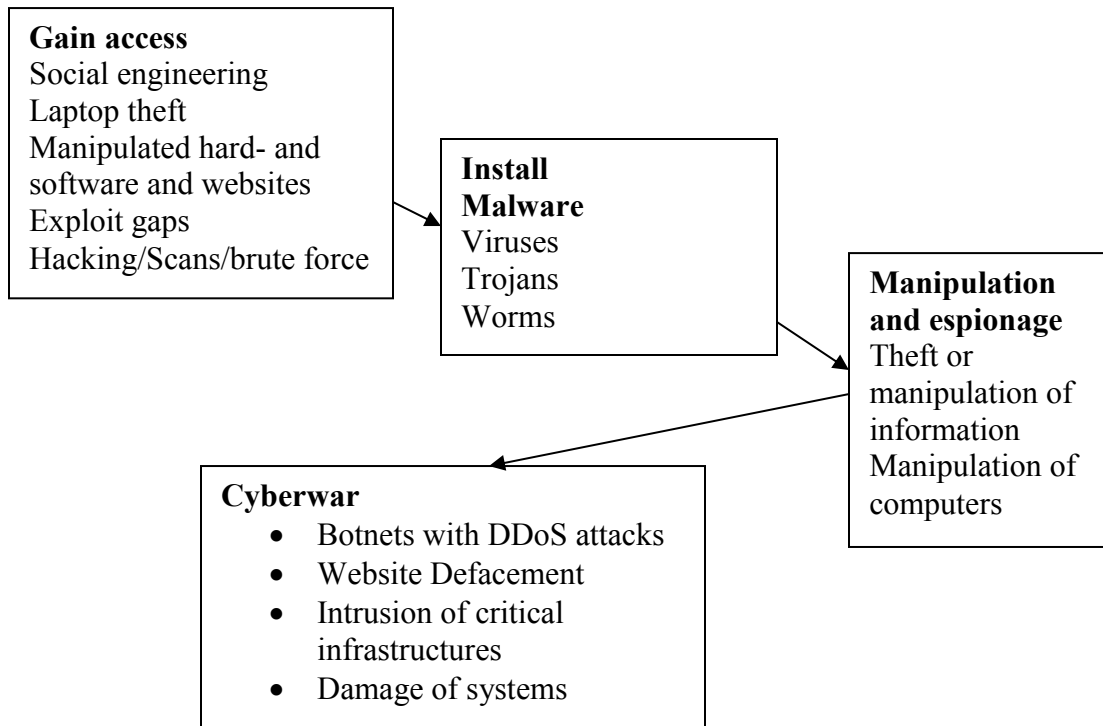 Gain access
Social engineering
Laptop theft
Manipulated hard- and
software and websites
Exploit gaps
Hacking/Scans/brute force
Install
Malware
Viruses
Trojans
Worms
Manipulation
and espionage
Theft or
manipulation of
information
Manipulation of
computers
Cyberwar
• Botnets with DDoS attacks
• Website Defacement
• Intrusion of critical
infrastructures
• Damage of systems